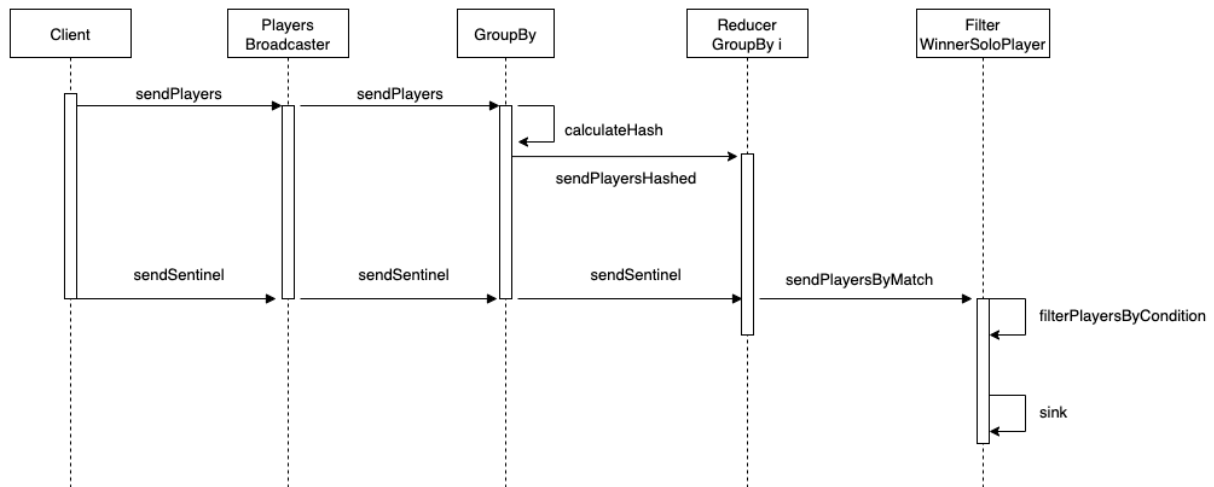 Client
Players
Broadcaster
GroupBy
Reducer
GroupBy i
Filter
WinnerSoloPlayer
sendPlayers
sendPlayers
calculateHash
sendPlayersHashed
sendSentinel
sendSentinel
sendSentinel
sendPlayersByMatch
filterPlayersByCondition
sink